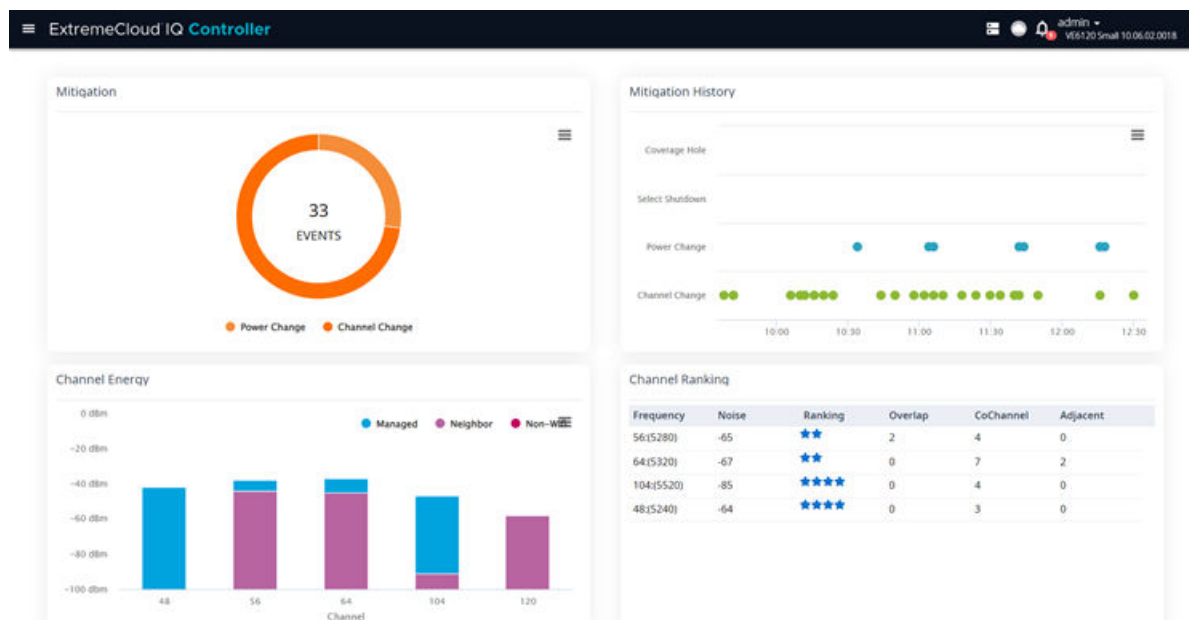 ExtremeCloud IQ Controller
admin
VE6120 Small 10.06.02.0018
Mitigation
33
EVENTS
Power Change Channel Change
Mitigation History
Coverage Hole
Select Shutdown
Power Change
Channel Change
10:00 10:30 11:00 11:30 12:00 12:30
Channel Energy
Managed Neighbor
0 dBm
-20 dBm
-40 dBm
-60 dBm
-80 dBm
-100 dBm
48 56 64 104 120
Channel
Channel Ranking
Frequency Noise Ranking Overlap CoChannel Adjacent
56:(5280) -65 2 4 0
64:(5320) -67 0 7 2
104:(5520) -85 0 4 0
48:(5240) -64 0 3 0